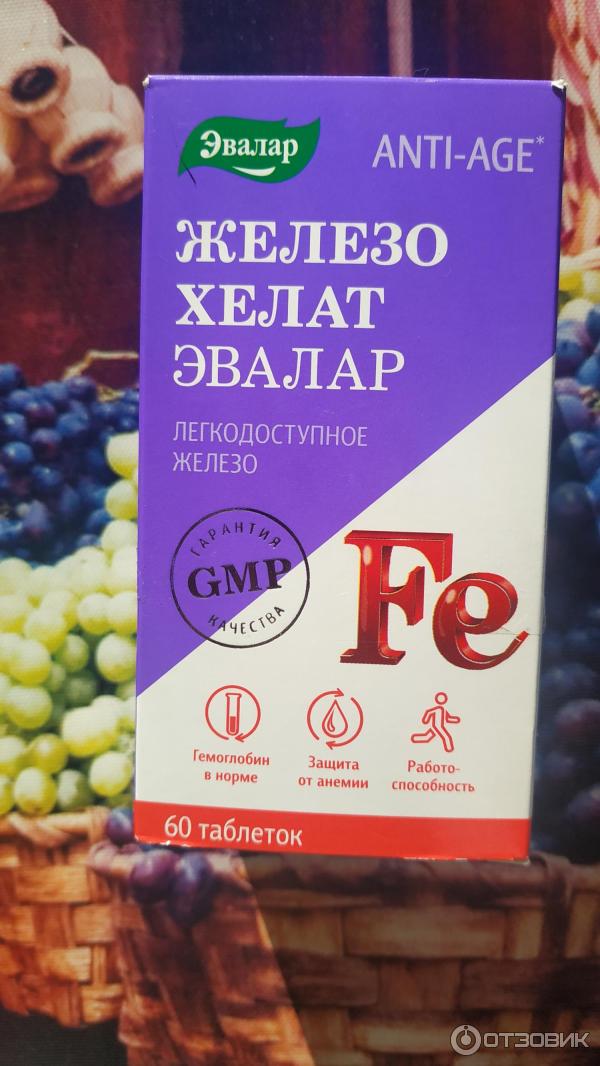 Эвалар
ANTI-AGE*
ЖЕЛЕЗО
ХЕЛАТ
ЭВАЛАР
ЛЕГКОДОСТУПНОЕ
ЖЕЛЕЗО
ГАРАНТИЯ
GMP
КАЧЕСТВА
Fe
Гемоглобин
в норме
Защита
от анемии
Работо-
способность
60 таблеток
ОТЗОВИК